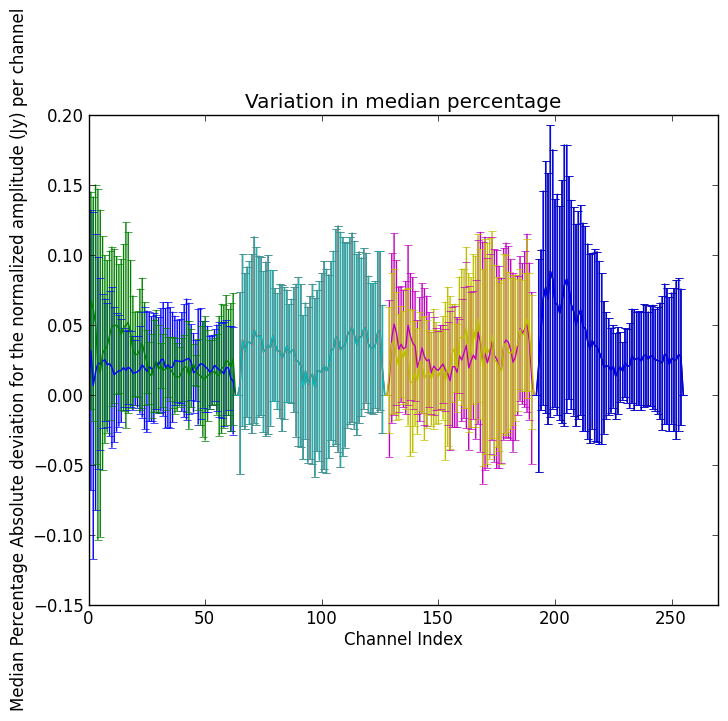 Variation in median percentage
Median Percentage Absolute deviation for the normalized amplitude (Jy) per channel
0.20
0.15
0.10
0.05
0.00
−0.05
−0.10
−0.15
0 50 100 150 200 250
Channel Index